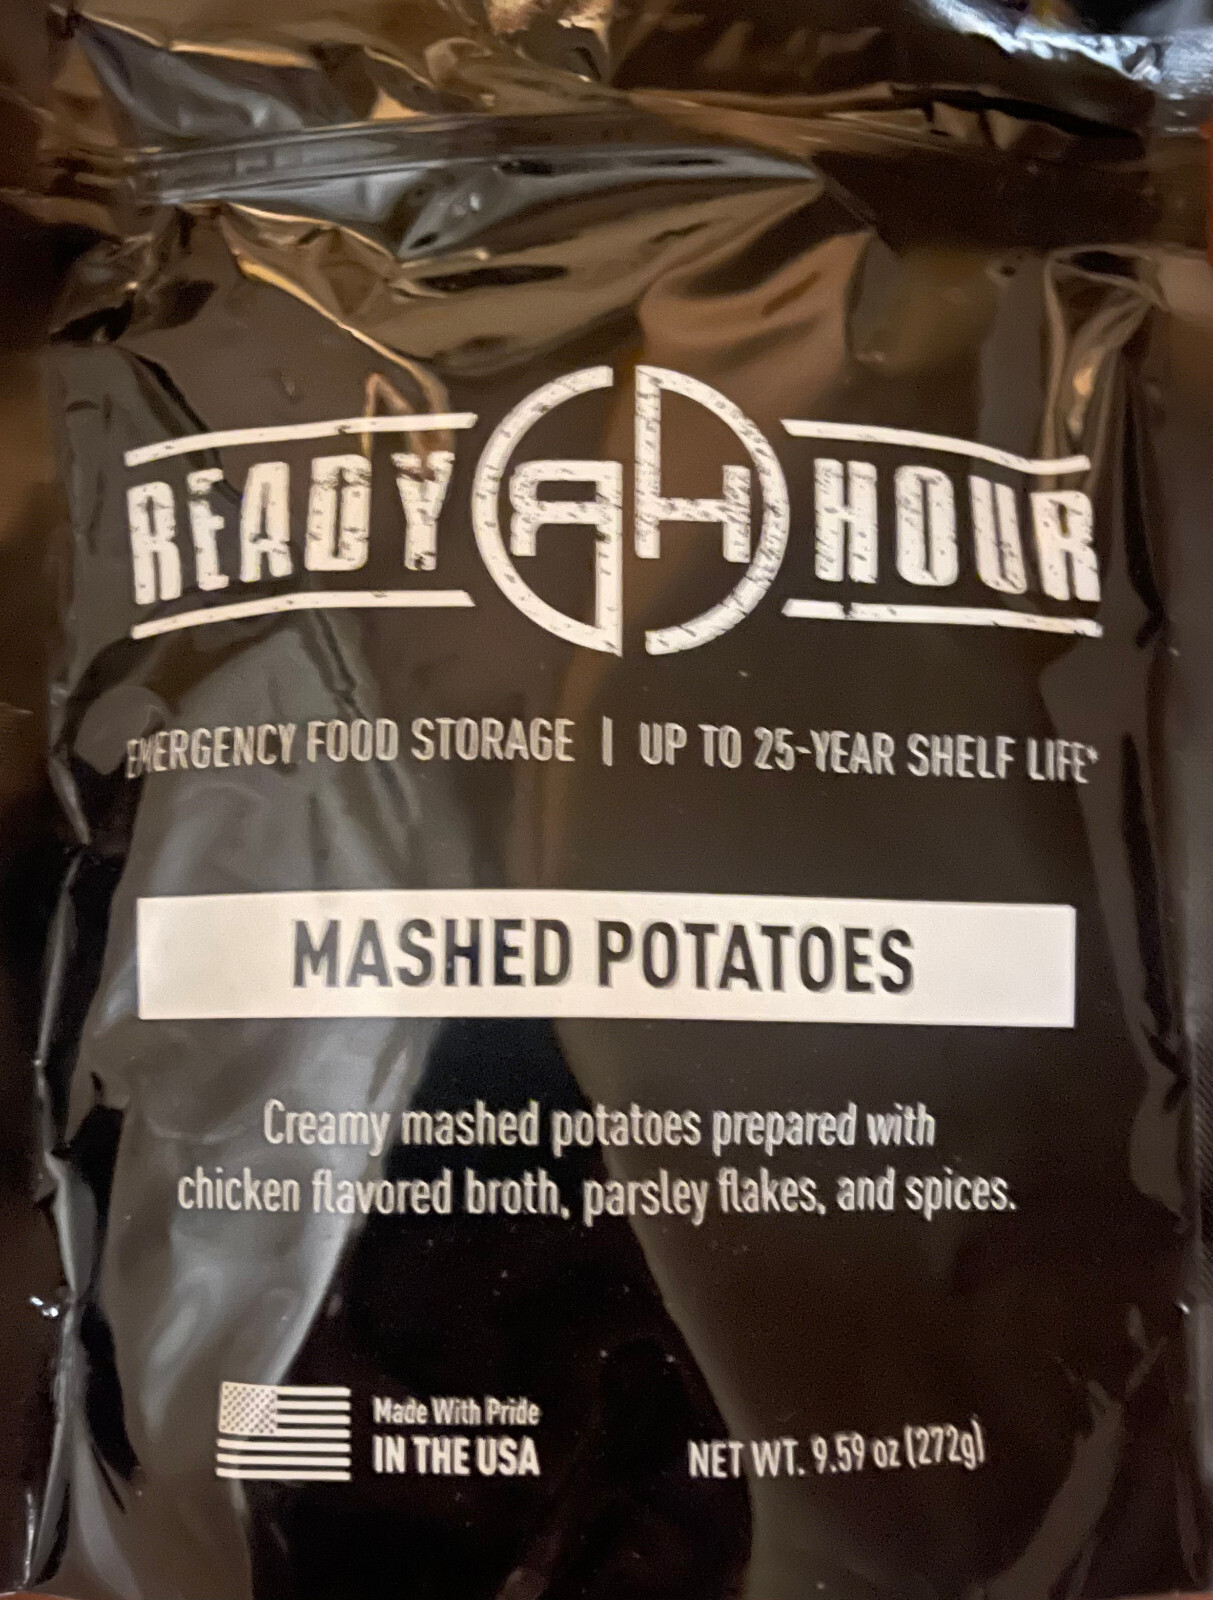 READY RH HOUR
EMERGENCY FOOD STORAGE | UP TO 25-YEAR SHELF LIFE*
MASHED POTATOES
Creamy mashed potatoes prepared with
chicken flavored broth, parsley flakes, and spices.
Made With Pride
IN THE USA
NET WT. 9.59 oz (272g)